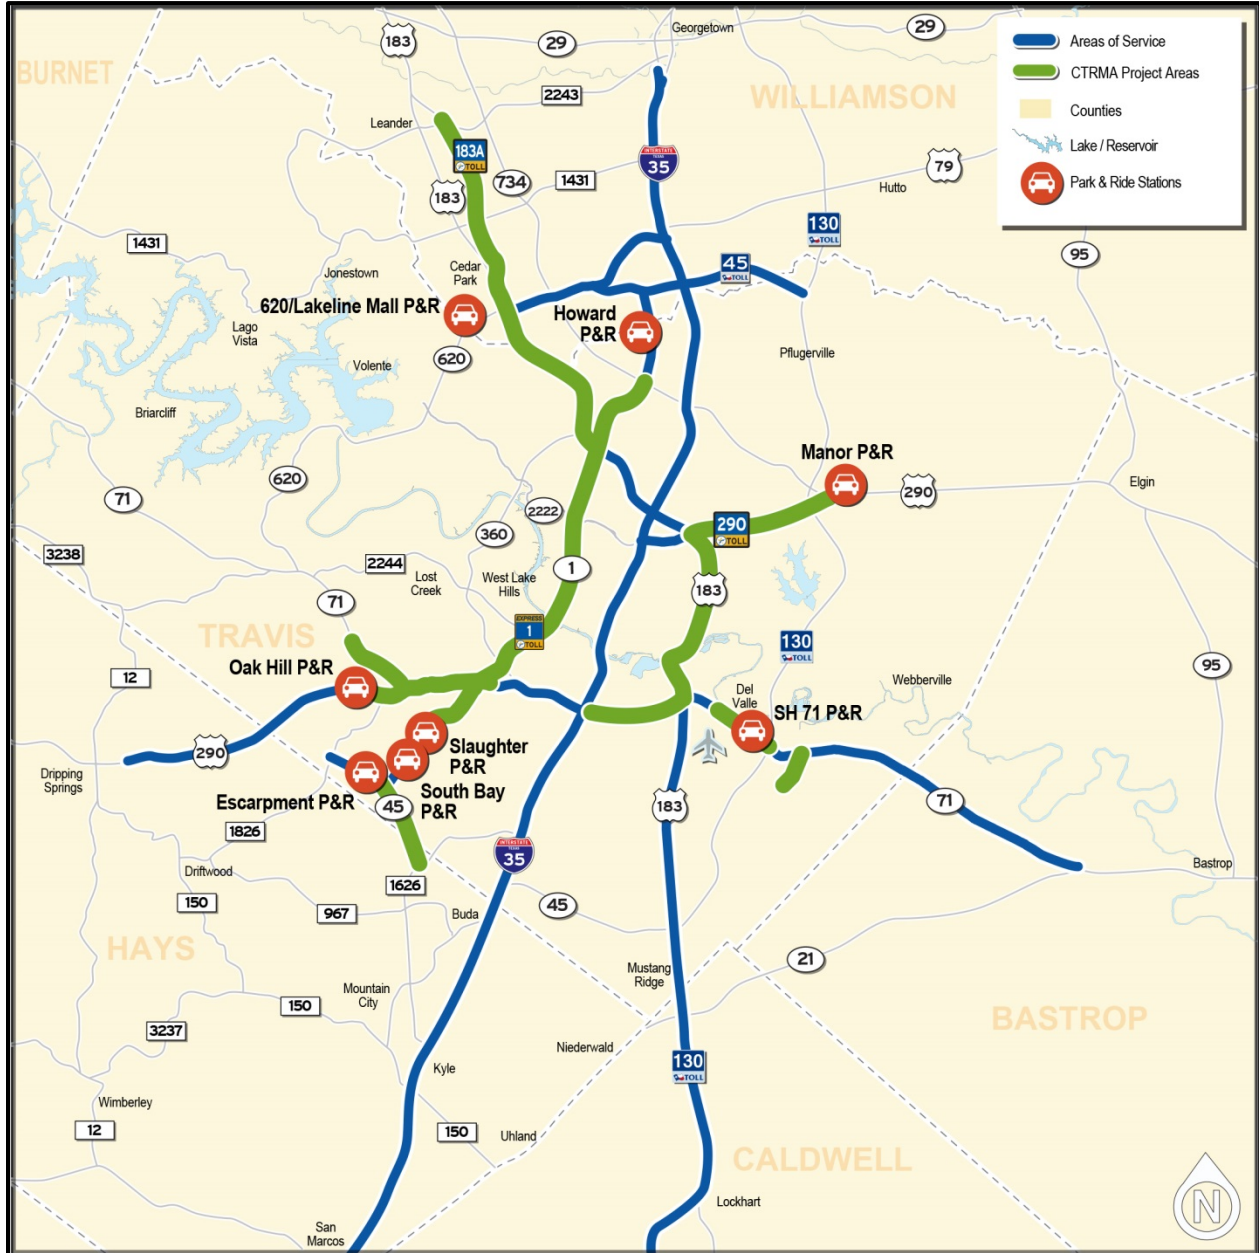 Georgetown
183
29
29
Areas of Service
CTRMA Project Areas
Counties
Lake / Reservoir
Park & Ride Stations
BURNET
WILLIAMSON
2243
Leander
183A
TOLL
183
734
1431
INTERSTATE
TEXAS
35
79
Hutto
130
TOLL
95
1431
Jonestown
Cedar
Park
45
TOLL
620/Lakeline Mall P&R
Howard
P&R
Lago
Vista
620
Volente
Pflugerville
Briarcliff
Manor P&R
620
71
290
Elgin
2222
360
290
TOLL
3238
2244
Lost
Creek
West Lake
Hills
1
183
71
EXPRESS
1
TOLL
TRAVIS
130
TOLL
Oak Hill P&R
12
95
Webberville
Del
Valle
SH 71 P&R
290
Slaughter
P&R
Dripping
Springs
Escarpment P&R
South Bay
P&R
45
183
71
1826
INTERSTATE
TEXAS
35
Driftwood
1626
Bastrop
150
967
Buda
45
HAYS
Mustang
Ridge
21
Mountain
City
150
3237
BASTROP
Niederwald
Kyle
130
TOLL
Wimberley
12
150
Uhland
CALDWELL
Lockhart
San
Marcos
N